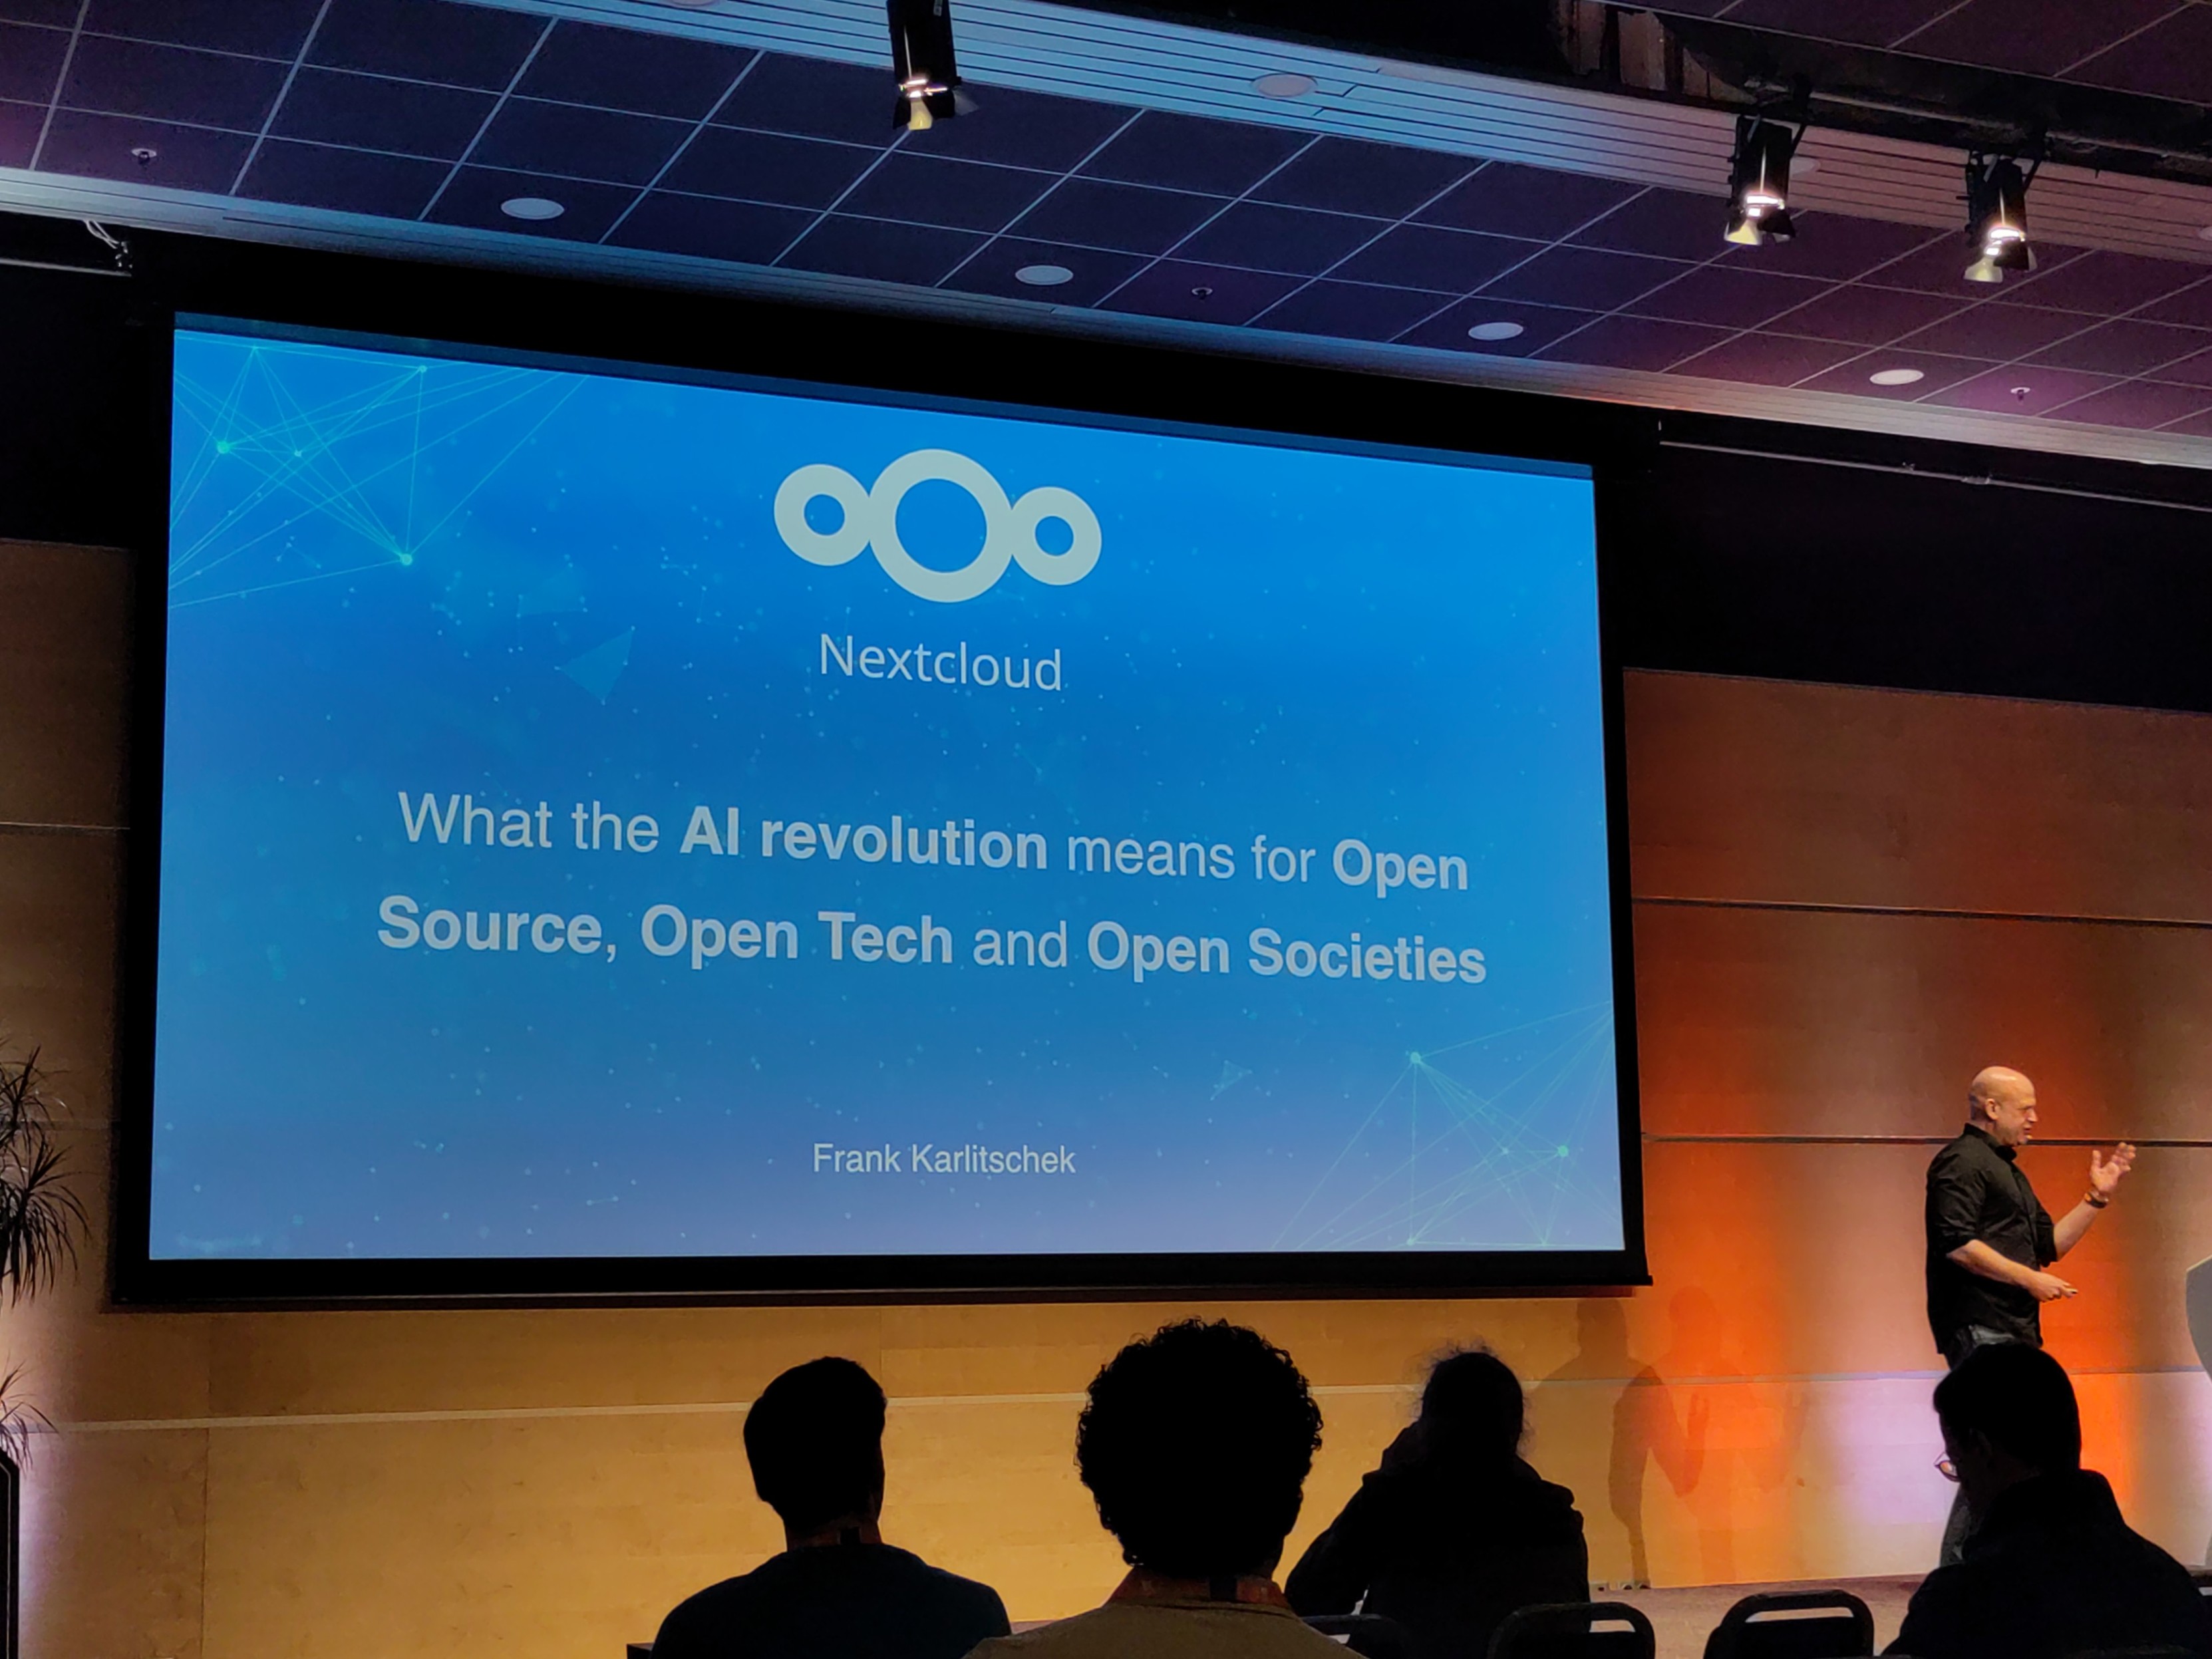 Nextcloud
What the AI revolution means for Open
Source, Open Tech and Open Societies
Frank Karlitschek